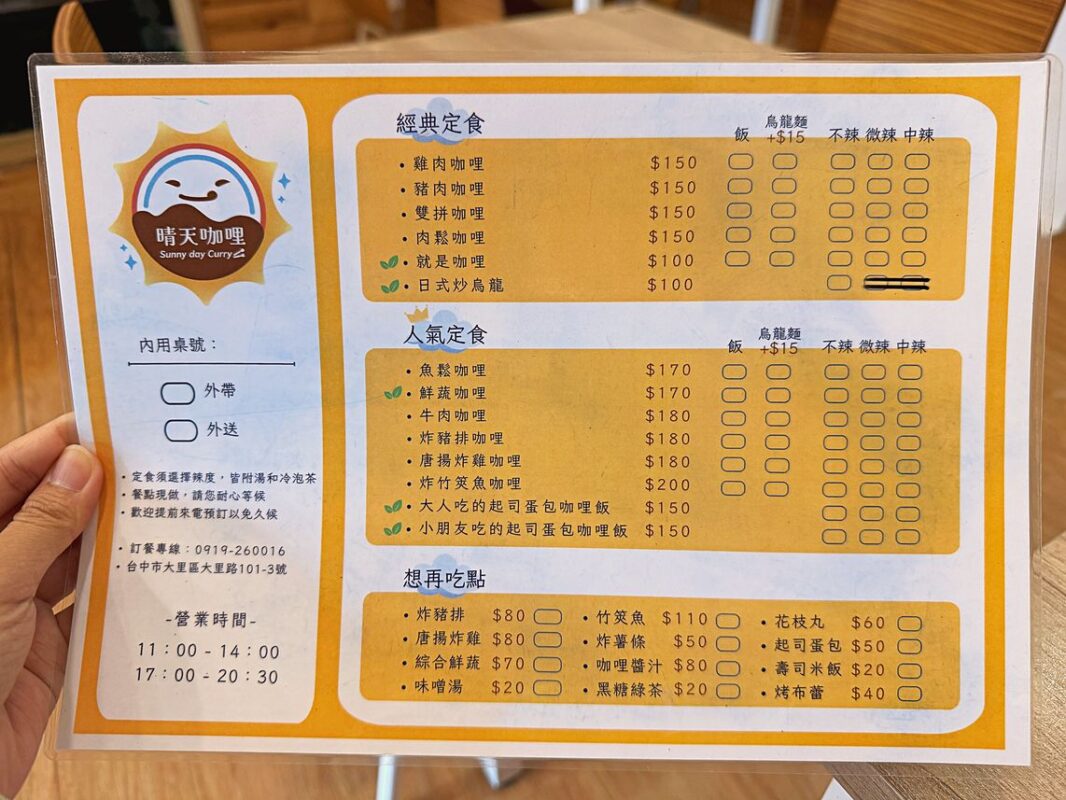 晴天咖哩
Sunny day Curry
內用桌號：
外帶
外送
• 定食須選擇辣度，皆附湯和冷泡茶
• 餐點現做，請您耐心等候
• 歡迎提前來電預訂以免久候
• 訂餐專線：0919-260016
• 台中市大里區大里路101-3號
-營業時間-
11：00 - 14：00
17：00 - 20：30
經典定食 飯 烏龍麵+$15 不辣 微辣 中辣
• 雞肉咖哩 $150
• 豬肉咖哩 $150
• 雙拼咖哩 $150
• 肉鬆咖哩 $150
• 就是咖哩 $100
• 日式炒烏龍 $100
人氣定食 飯 烏龍麵+$15 不辣 微辣 中辣
• 魚鬆咖哩 $170
• 鮮蔬咖哩 $170
• 牛肉咖哩 $180
• 炸豬排咖哩 $180
• 唐揚炸雞咖哩 $180
• 炸竹筴魚咖哩 $200
• 大人吃的起司蛋包咖哩飯 $150
• 小朋友吃的起司蛋包咖哩飯 $150
想再吃點
• 炸豬排 $80 • 竹筴魚 $110 • 花枝丸 $60
• 唐揚炸雞 $80 • 炸薯條 $50 • 起司蛋包 $50
• 綜合鮮蔬 $70 • 咖哩醬汁 $80 • 壽司米飯 $20
• 味噌湯 $20 • 黑糖綠茶 $20 • 烤布蕾 $40